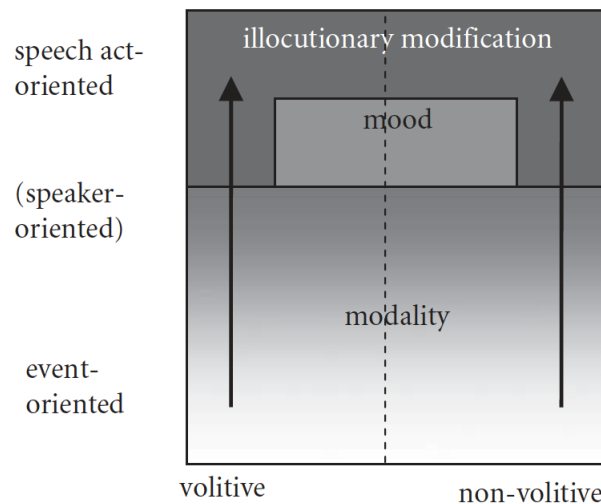 speech act-
oriented
illocutionary modification
mood
(speaker-
oriented)
modality
event-
oriented
volitive
non-volitive